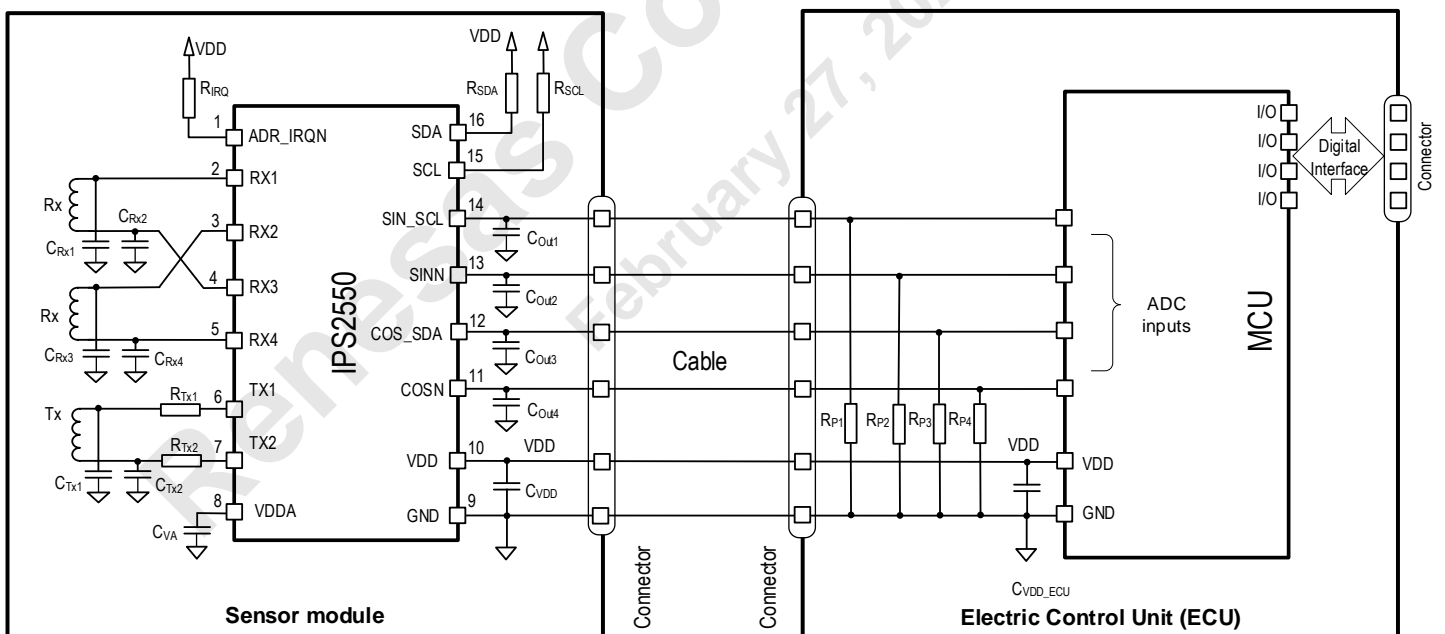 Renesas Co
February 27, 202
VDD
RIRQ
1
ADR_IRQN
2
RX1
Rx
CRx1
CRx2
3
RX2
4
RX3
Rx
5
RX4
CRx3
CRx4
TX1
RTx1
6
Tx
TX2
RTx2
7
CTx1
CTx2
8
VDDA
CVA
IPS2550
VDD
RSDA
RSCL
SDA
16
SCL
15
SIN_SCL
14
COut1
SINN
13
COut2
COS_SDA
12
COut3
COSN
11
COut4
VDD
10
VDD
CVDD
GND
9
Sensor module
Connector
Cable
Connector
RP1
RP2
RP3
RP4
VDD
CVDD_ECU
ADC
inputs
VDD
GND
MCU
I/O
I/O
I/O
I/O
Digital
Interface
Connector
Electric Control Unit (ECU)